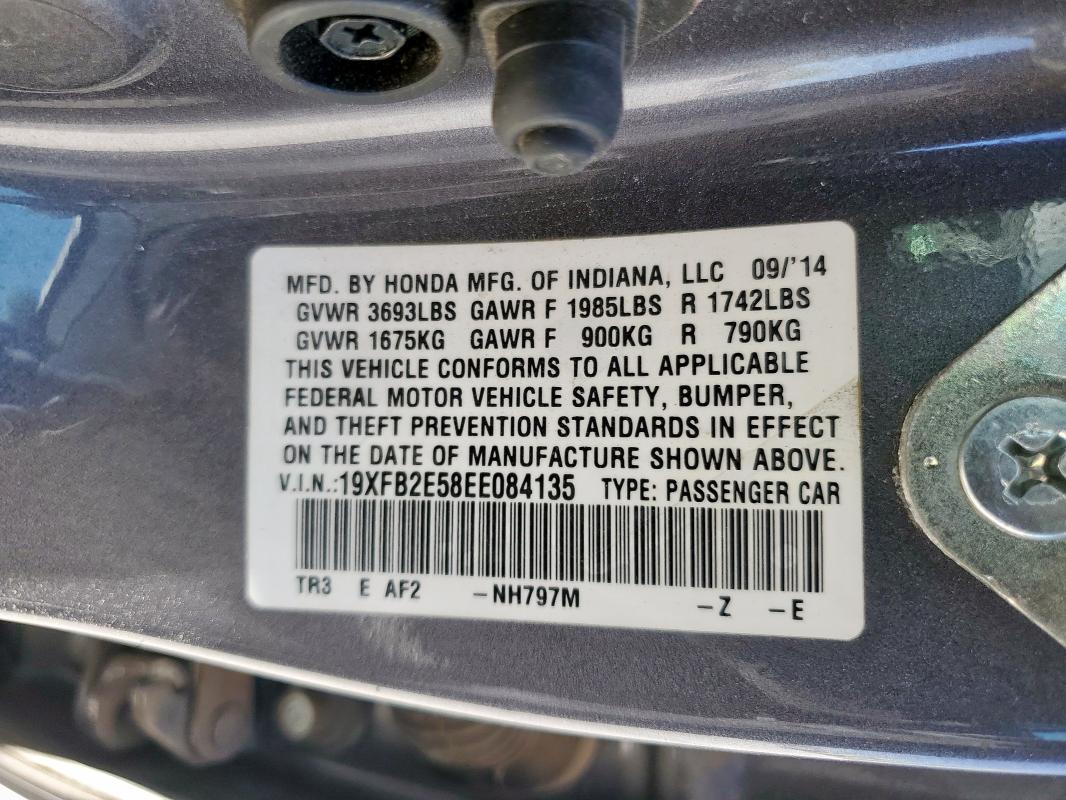 MFD. BY HONDA MFG. OF INDIANA, LLC 09/'14
GVWR 3693LBS GAWR F 1985LBS R 1742LBS
GVWR 1675KG GAWR F 900KG R 790KG
THIS VEHICLE CONFORMS TO ALL APPLICABLE
FEDERAL MOTOR VEHICLE SAFETY, BUMPER,
AND THEFT PREVENTION STANDARDS IN EFFECT
ON THE DATE OF MANUFACTURE SHOWN ABOVE.
V.I.N.:19XFB2E58EE084135 TYPE: PASSENGER CAR
TR3 E AF2 -NH797M -Z -E